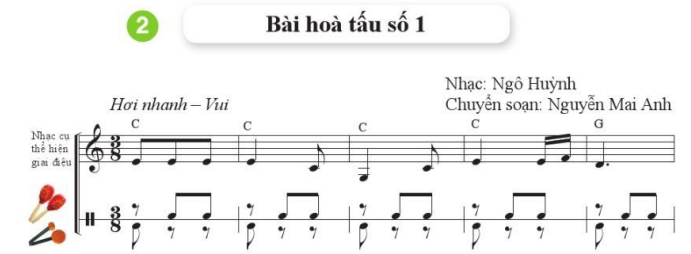 2
Bài hoà tấu số 1
Nhạc: Ngô Huỳnh
Hơi nhanh – Vui
Chuyển soạn: Nguyễn Mai Anh
C C C C G
Nhạc cụ
thể hiện
giai điệu
3
8
3
8